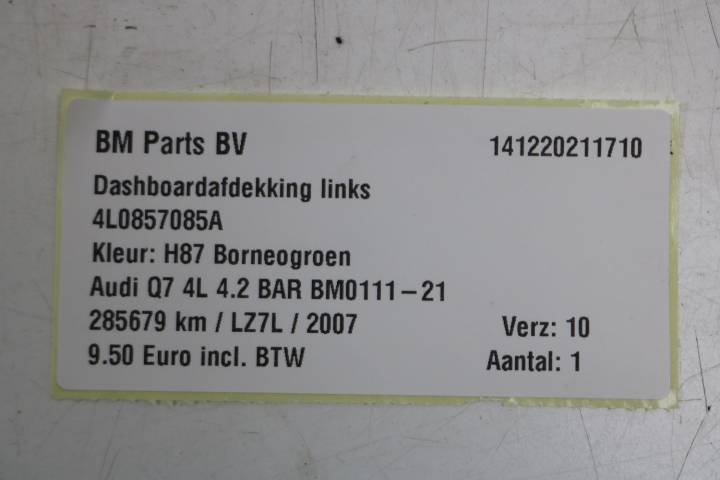 BM Parts BV 141220211710
Dashboardafdekking links
4L0857085A
Kleur: H87 Borneogroen
Audi Q7 4L 4.2 BAR BM0111-21
285679 km / LZ7L / 2007 Verz: 10
9.50 Euro incl. BTW Aantal: 1